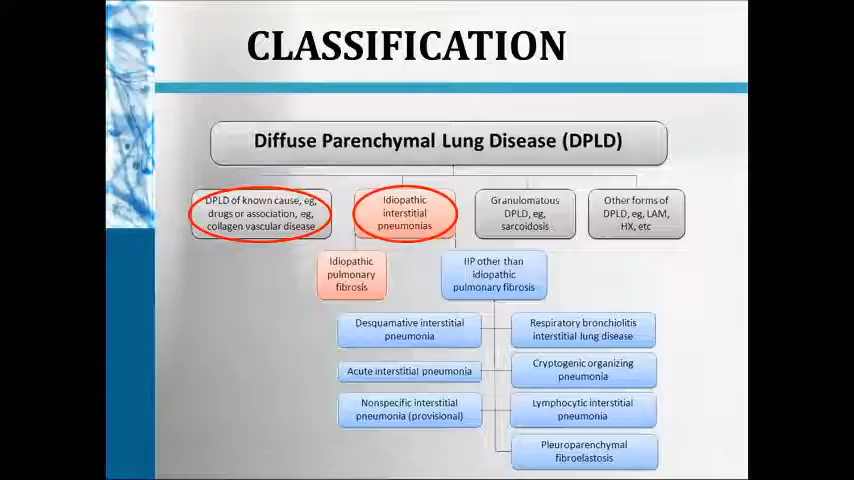 CLASSIFICATION
Diffuse Parenchymal Lung Disease (DPLD)
DPLD of known cause, eg,
drugs or association, eg,
collagen vascular disease
Idiopathic
interstitial
pneumonias
Granulomatous
DPLD, eg,
sarcoidosis
Other forms of
DPLD, eg, LAM,
HX, etc
Idiopathic
pulmonary
fibrosis
IIP other than
idiopathic
pulmonary fibrosis
Desquamative interstitial
pneumonia
Respiratory bronchiolitis
interstitial lung disease
Acute interstitial pneumonia
Cryptogenic organizing
pneumonia
Nonspecific interstitial
pneumonia (provisional)
Lymphocytic interstitial
pneumonia
Pleuroparenchymal
fibroelastosis